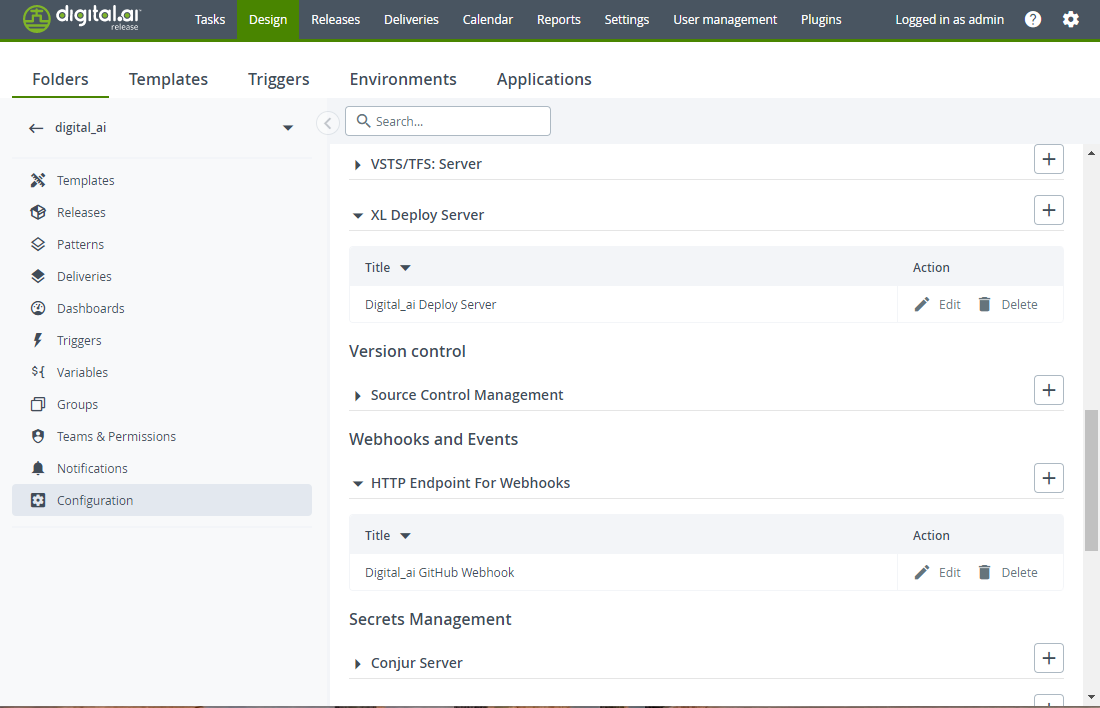 digital.ai
release
Tasks Design Releases Deliveries Calendar Reports Settings User management Plugins Logged in as admin ?
Folders Templates Triggers Environments Applications
digital_ai
Search...
Templates
Releases
Patterns
Deliveries
Dashboards
Triggers
${ Variables
Groups
Teams & Permissions
Notifications
Configuration
VSTS/TFS: Server
XL Deploy Server
Title Action
Digital_ai Deploy Server Edit Delete
Version control
Source Control Management
Webhooks and Events
HTTP Endpoint For Webhooks
Title Action
Digital_ai GitHub Webhook Edit Delete
Secrets Management
Conjur Server